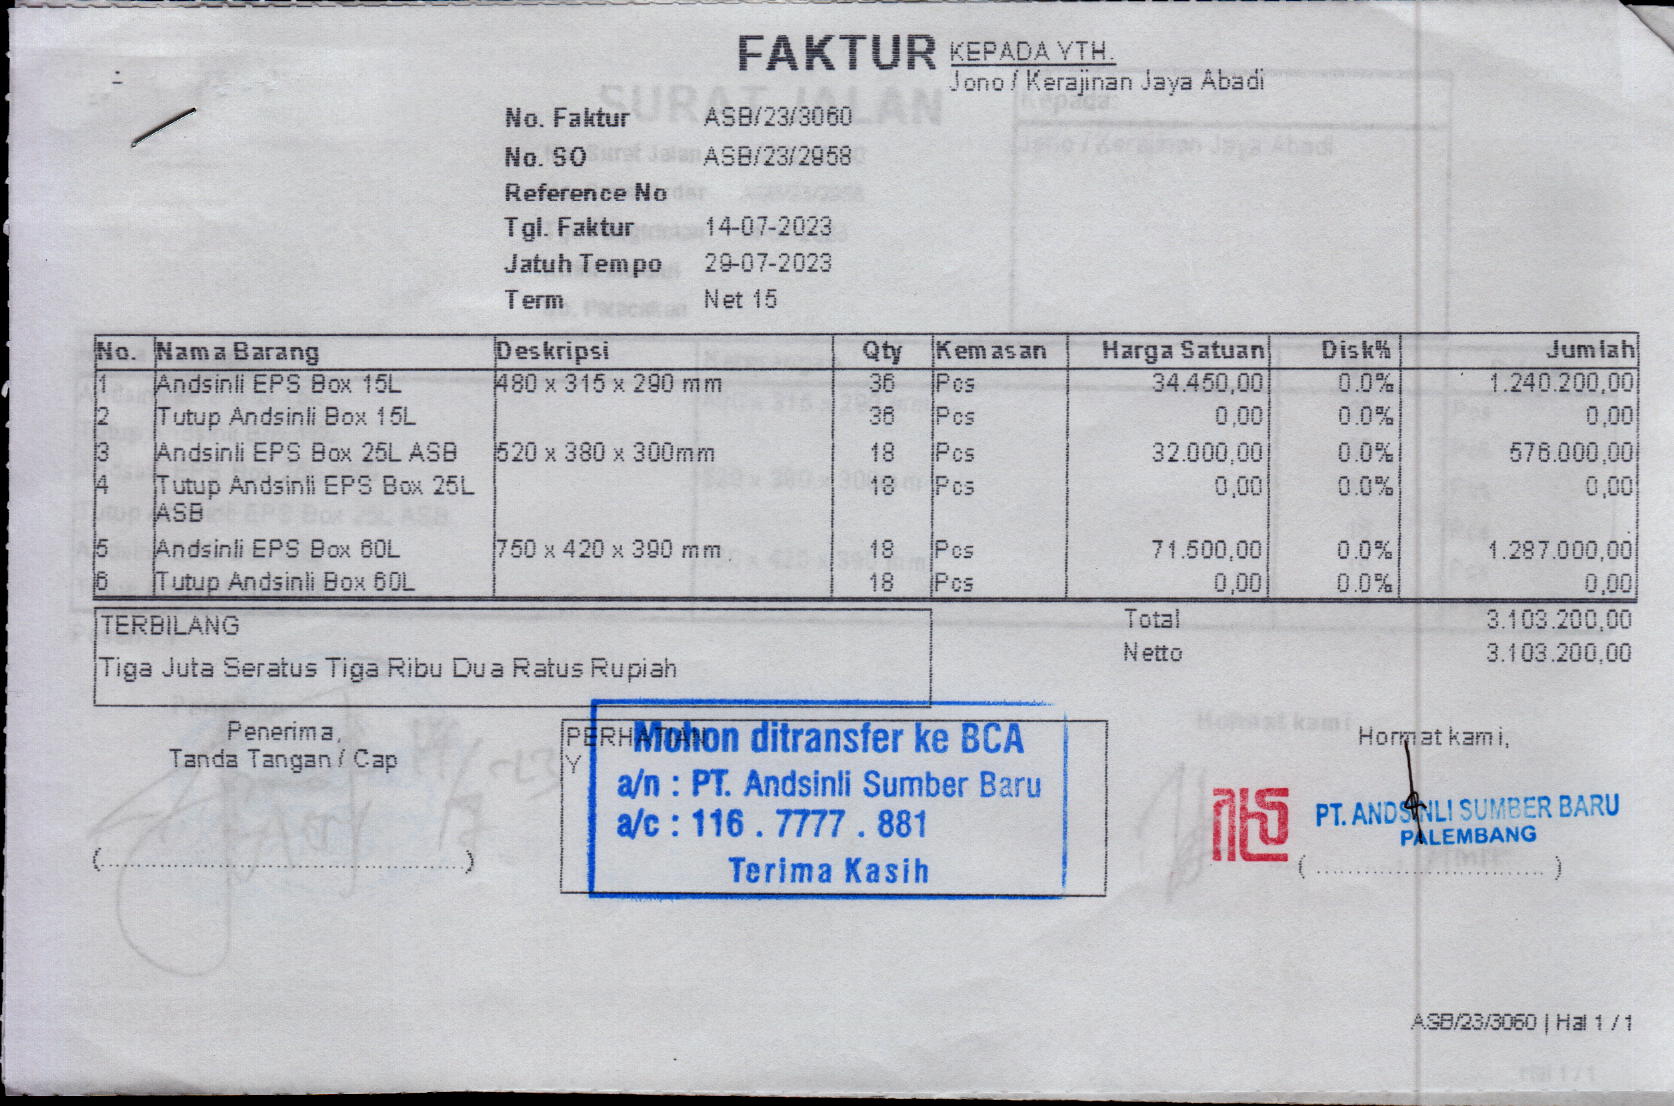 FAKTUR
KEPADA YTH.
Jono / Kerajinan Jaya Abadi
No. Faktur ASB/23/3060
No. SO ASB/23/2958
Reference No
Tgl. Faktur 14-07-2023
Jatuh Tempo 29-07-2023
Term Net 15
No. Nama Barang Deskripsi Qty Kemasan Harga Satuan Disk% Jumlah
1 Andsinli EPS Box 15L 480 x 315 x 290 mm 36 Pcs 34.450,00 0.0% 1.240.200,00
2 Tutup Andsinli Box 15L 36 Pcs 0,00 0.0% 0,00
3 Andsinli EPS Box 25L ASB 520 x 380 x 300mm 18 Pcs 32.000,00 0.0% 576.000,00
4 Tutup Andsinli EPS Box 25L 18 Pcs 0,00 0.0% 0,00
ASB
5 Andsinli EPS Box 60L 750 x 420 x 390 mm 18 Pcs 71.500,00 0.0% 1.287.000,00
6 Tutup Andsinli Box 60L 18 Pcs 0,00 0.0% 0,00
TERBILANG
Tiga Juta Seratus Tiga Ribu Dua Ratus Rupiah
Total 3.103.200,00
Netto 3.103.200,00
Penerima,
Tanda Tangan / Cap
(..............................)
PERHATIAN
Y
Mohon ditransfer ke BCA
a/n : PT. Andsinli Sumber Baru
a/c : 116 . 7777 . 881
Terima Kasih
Hormat kami,
PT. ANDSINLI SUMBER BARU
PALEMBANG
(..............................)
ASB/23/3060 | Hal 1 / 1